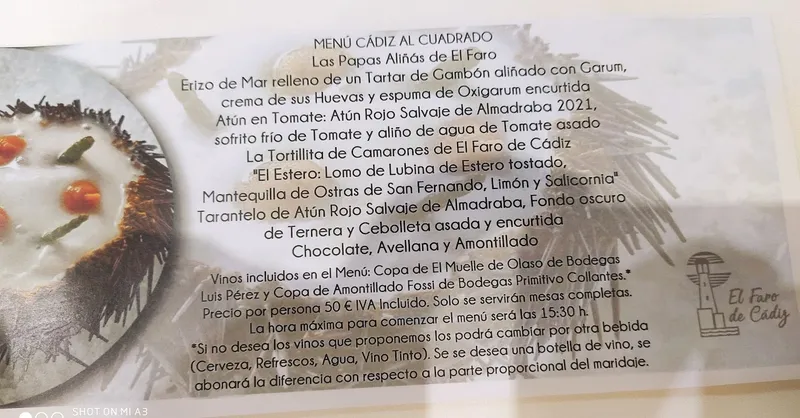 MENÚ CÁDIZ AL CUADRADO
Las Papas Aliñás de El Faro
Erizo de Mar relleno de un Tartar de Gambón aliñado con Garum,
crema de sus Huevas y espuma de Oxigarum encurtida
Atún en Tomate: Atún Rojo Salvaje de Almadraba 2021,
sofrito frío de Tomate y aliño de agua de Tomate asado
La Tortillita de Camarones de El Faro de Cádiz
"El Estero: Lomo de Lubina de Estero tostado,
Mantequilla de Ostras de San Fernando, Limón y Salicornia"
Tarantelo de Atún Rojo Salvaje de Almadraba, Fondo oscuro
de Ternera y Cebolleta asada y encurtida
Chocolate, Avellana y Amontillado
Vinos incluidos en el Menú: Copa de El Muelle de Olaso de Bodegas
Luis Pérez y Copa de Amontillado Fossi de Bodegas Primitivo Collantes.*
Precio por persona 50 € IVA Incluido. Solo se servirán mesas completas.
La hora máxima para comenzar el menú será las 15:30 h.
*Si no desea los vinos que proponemos los podrá cambiar por otra bebida
(Cerveza, Refrescos, Agua, Vino Tinto). Se se desea una botella de vino, se
abonará la diferencia con respecto a la parte proporcional del maridaje.
El Faro
de Cádiz
SHOT ON MI A3